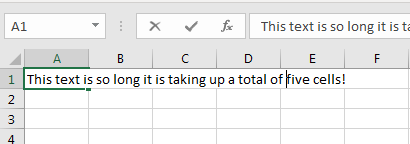 A1 fx This text is so long it is ta
A B C D E F
1 This text is so long it is taking up a total of five cells!
2
3
4